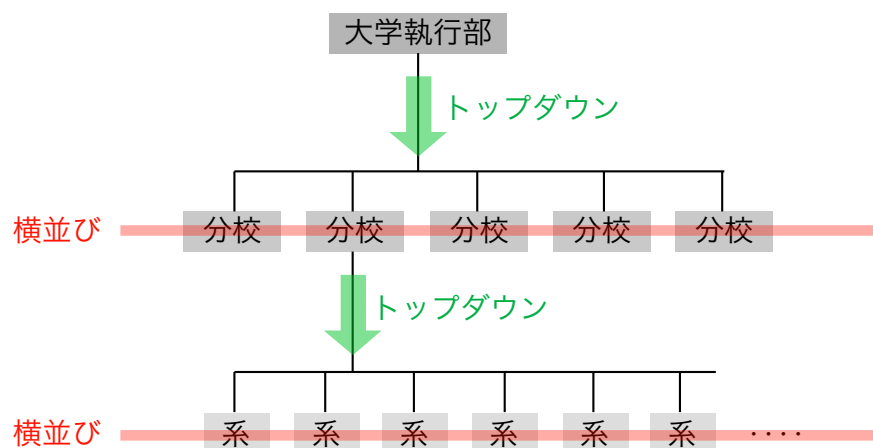 大学執行部
トップダウン
横並び 分校 分校 分校 分校 分校
トップダウン
横並び 系 系 系 系 系 系 ····